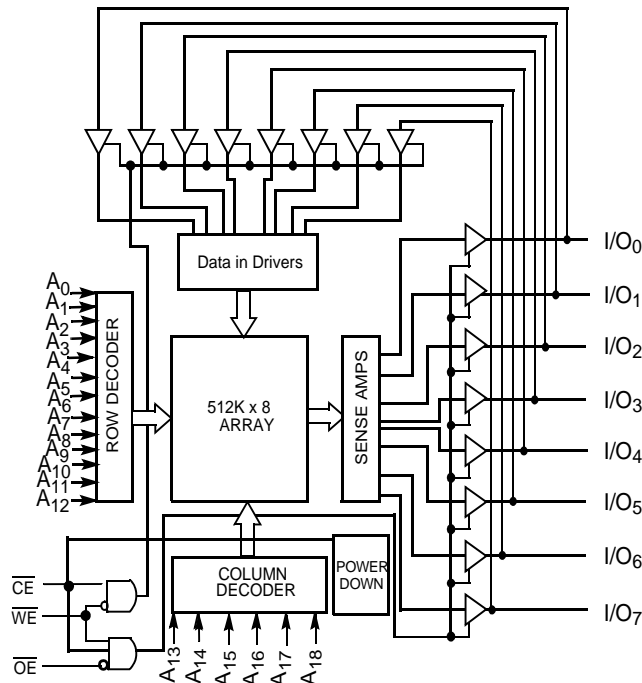 Data in Drivers
I/O0
I/O1
I/O2
I/O3
I/O4
I/O5
I/O6
I/O7
A0
A1
A2
A3
A4
A5
A6
A7
A8
A9
A10
A11
A12
ROW DECODER
512K x 8
ARRAY
SENSE AMPS
COLUMN
DECODER
POWER
DOWN
CE
WE
OE
A13
A14
A15
A16
A17
A18